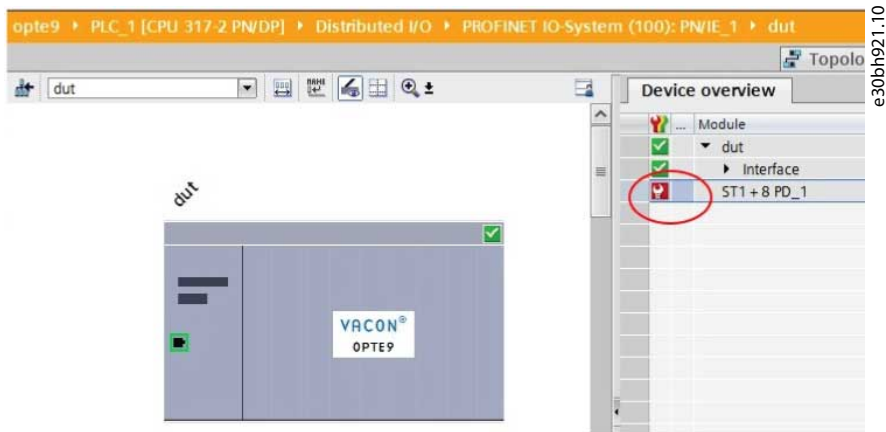 opte9 ▸ PLC_1 [CPU 317-2 PN/DP] ▸ Distributed I/O ▸ PROFINET IO-System (100): PN/IE_1 ▸ dut
Topolo
dut
Device overview
... Module
dut
Interface
ST1 + 8 PD_1
dut
VACON®
OPTE9
e30bh921.10